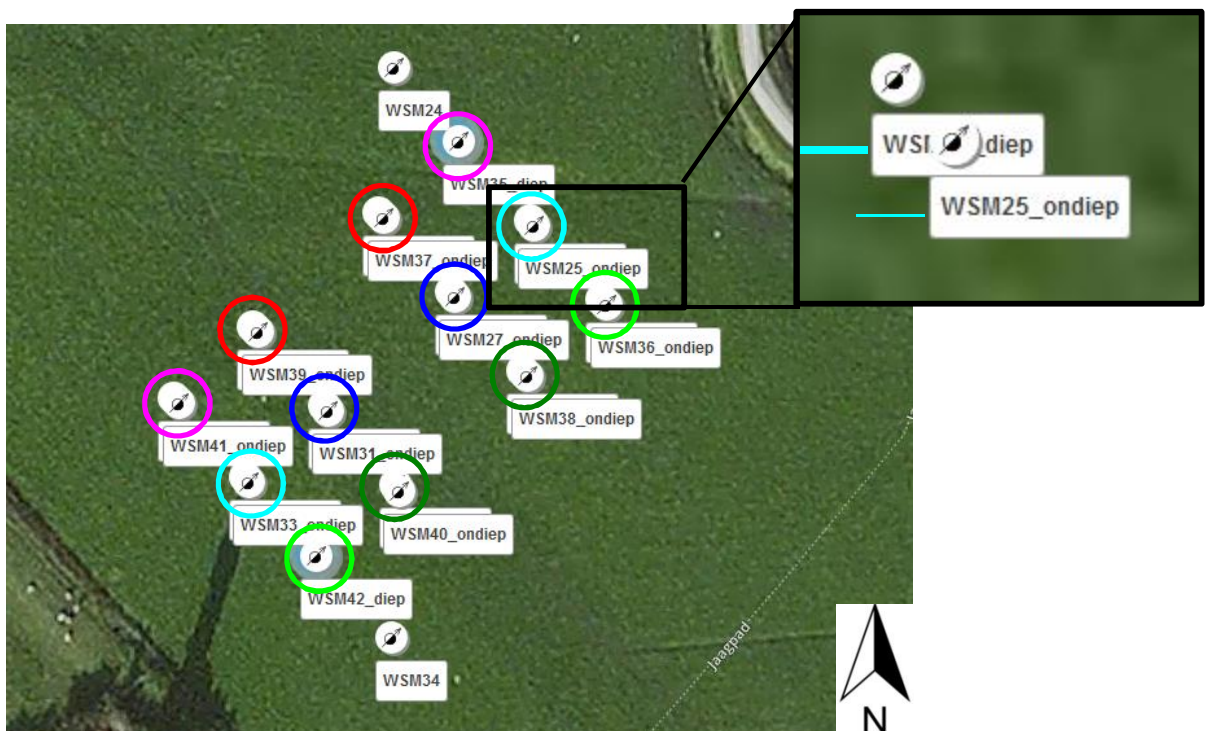 WSM24
WSM35_diep
WSM37_ondiep
WSM25_ondiep
WSM27_ondiep
WSM36_ondiep
WSM39_ondiep
WSM38_ondiep
WSM41_ondiep
WSM31_ondiep
WSM33_ondiep
WSM40_ondiep
WSM42_diep
WSM34
Jaagpad
_diep
WSM25_ondiep
N